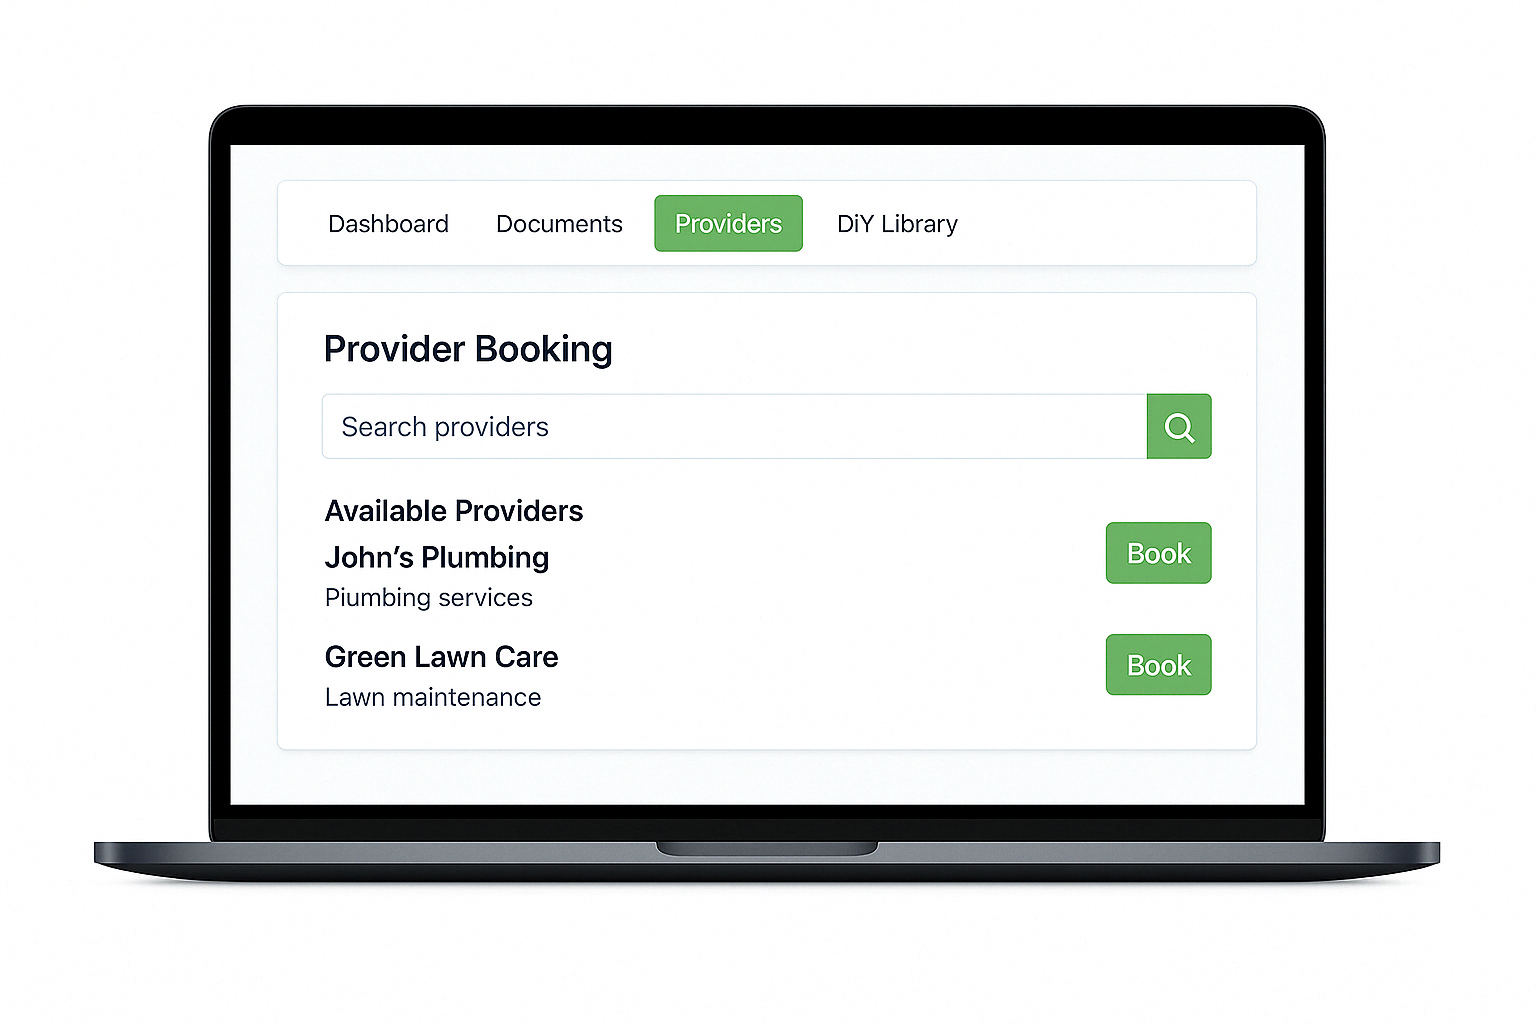 Dashboard Documents Providers DiY Library
Provider Booking
Search providers
Available Providers
John's Plumbing
Book
Piumbing services
Green Lawn Care
Book
Lawn maintenance